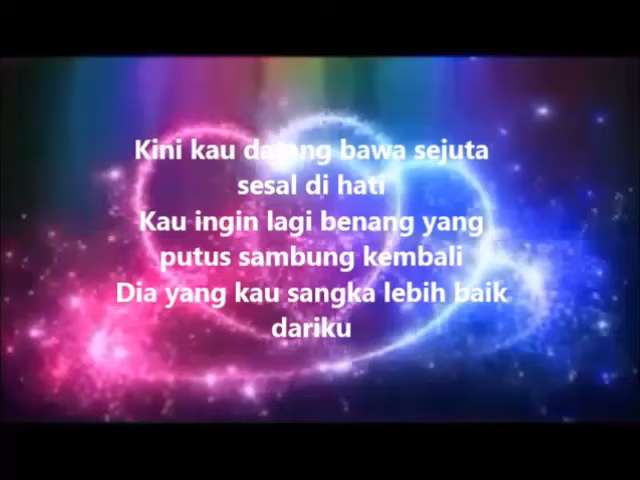 Kini kau datang bawa sejuta
sesal di hati
Kau ingin lagi benang yang
putus sambung kembali
Dia yang kau sangka lebih baik
dariku